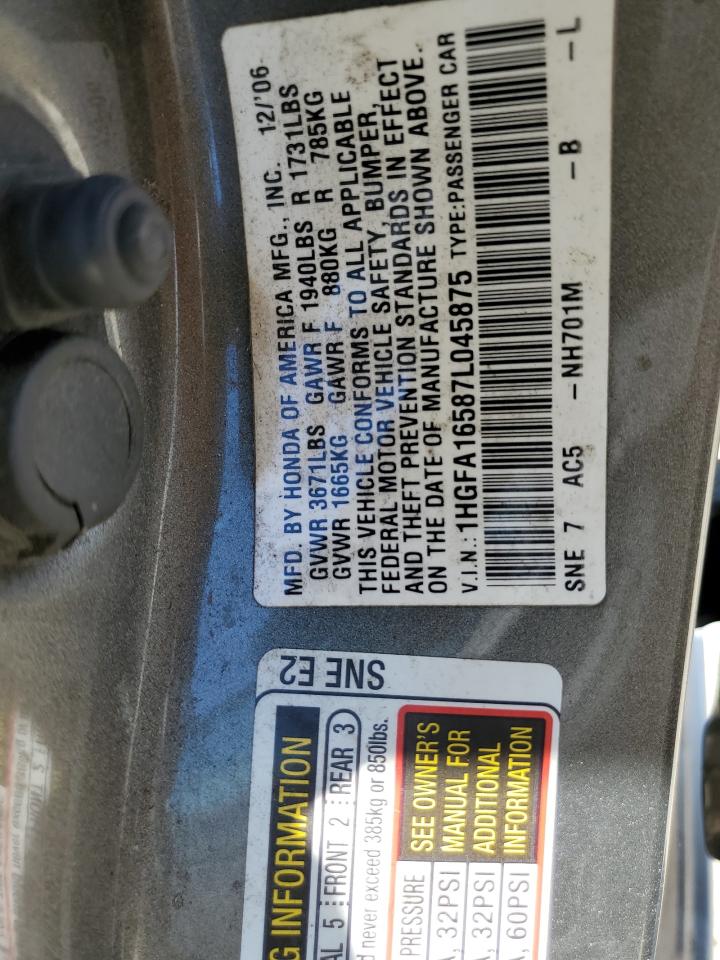 MFD. BY HONDA OF AMERICA MFG., INC. 12/'06
GVWR 3671LBS GAWR F 1940LBS R 1731LBS
GVWR 1665KG GAWR F 880KG R 785KG
THIS VEHICLE CONFORMS TO ALL APPLICABLE
FEDERAL MOTOR VEHICLE SAFETY, BUMPER,
AND THEFT PREVENTION STANDARDS IN EFFECT
ON THE DATE OF MANUFACTURE SHOWN ABOVE.
V.I.N.: 1HGFA16587L045875 TYPE:PASSENGER CAR
SNE 7 AC5 -NH701M -B -L
SNE E2
INFORMATION
5 FRONT 2 REAR 3
never exceed 385kg or 850lbs.
PRESSURE
32PSI
32PSI
60PSI
SEE OWNER'S
MANUAL FOR
ADDITIONAL
INFORMATION